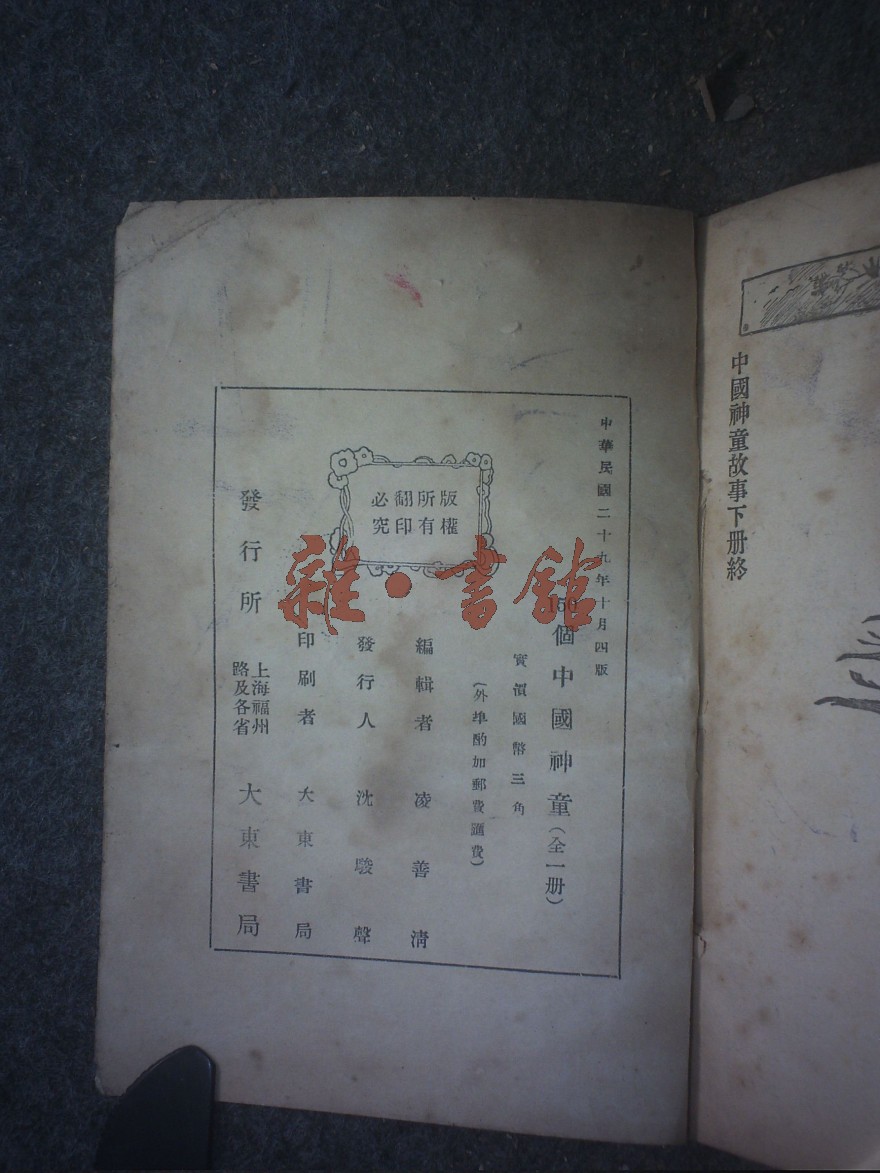 中國神童故事下册終
中華民國二十九年十月四版
150個中國神童(全一册)
實價國幣三角
(外埠酌加郵費匯費)
編輯者 凌善清
發行人 沈駿聲
印刷者 大東書局
發行所 上海福州路及各省 大東書局
版權
所有
翻印
必究
雜·書館